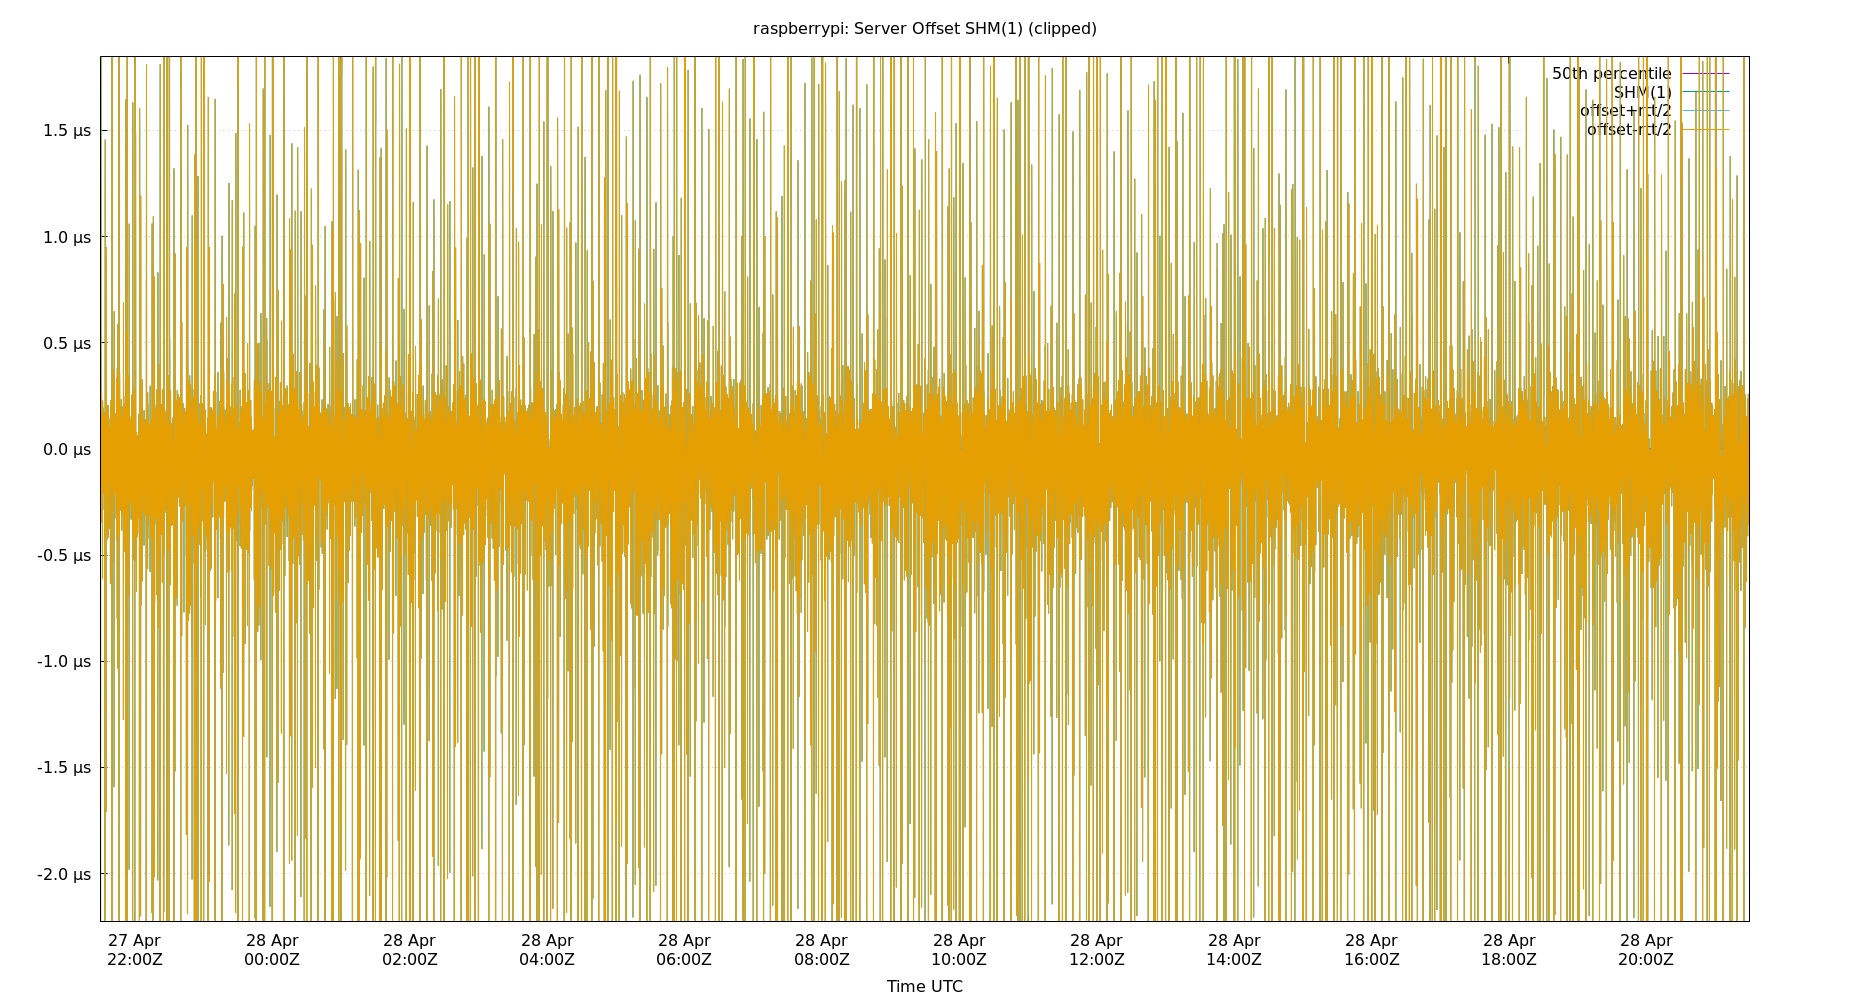 raspberrypi: Server Offset SHM(1) (clipped)
50th percentile
SHM(1)
offset+rtt/2
offset-rtt/2
1.5 µs
1.0 µs
0.5 µs
0.0 µs
-0.5 µs
-1.0 µs
-1.5 µs
-2.0 µs
27 Apr 28 Apr 28 Apr 28 Apr 28 Apr 28 Apr 28 Apr 28 Apr 28 Apr 28 Apr 28 Apr 28 Apr
22:00Z 00:00Z 02:00Z 04:00Z 06:00Z 08:00Z 10:00Z 12:00Z 14:00Z 16:00Z 18:00Z 20:00Z
Time UTC